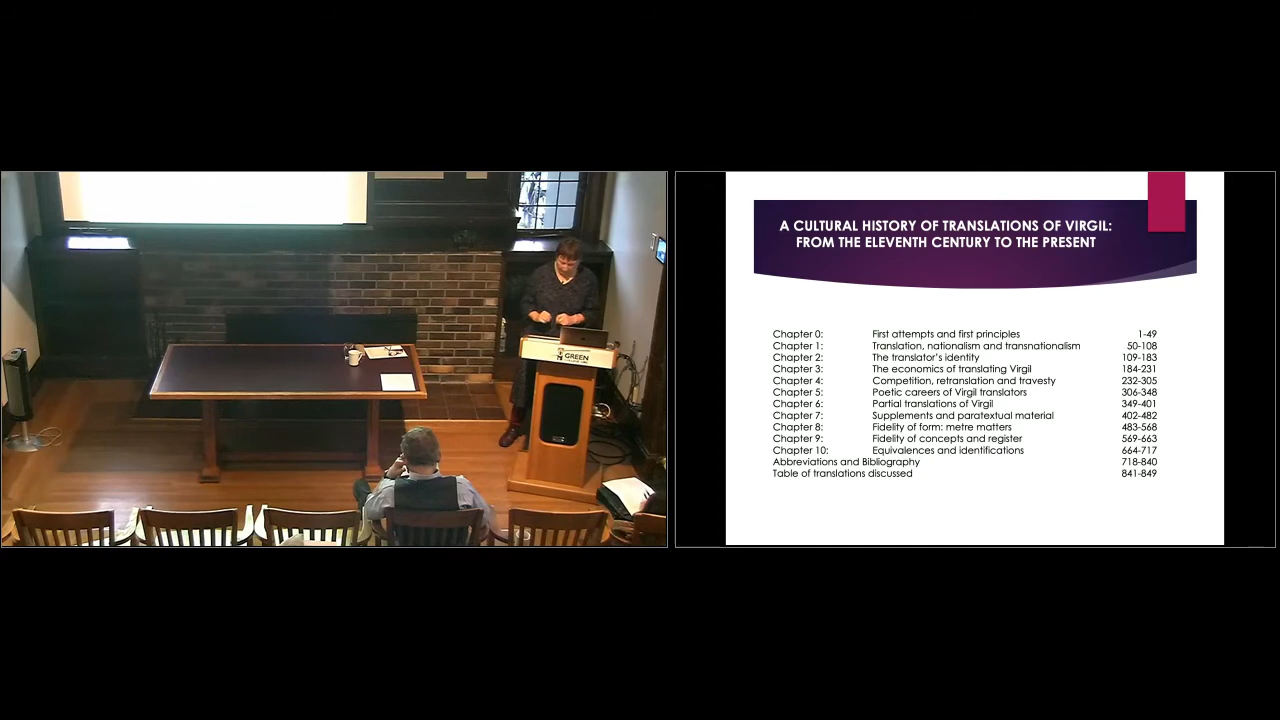 GREEN
A CULTURAL HISTORY OF TRANSLATIONS OF VIRGIL:
FROM THE ELEVENTH CENTURY TO THE PRESENT
Chapter 0: First attempts and first principles 1-49
Chapter 1: Translation, nationalism and transnationalism 50-108
Chapter 2: The translator's identity 109-183
Chapter 3: The economics of translating Virgil 184-231
Chapter 4: Competition, retranslation and travesty 232-305
Chapter 5: Poetic careers of Virgil translators 306-348
Chapter 6: Partial translations of Virgil 349-401
Chapter 7: Supplements and paratextual material 402-482
Chapter 8: Fidelity of form: metre matters 483-568
Chapter 9: Fidelity of concepts and register 569-663
Chapter 10: Equivalences and identifications 664-717
Abbreviations and Bibliography 718-840
Table of translations discussed 841-849